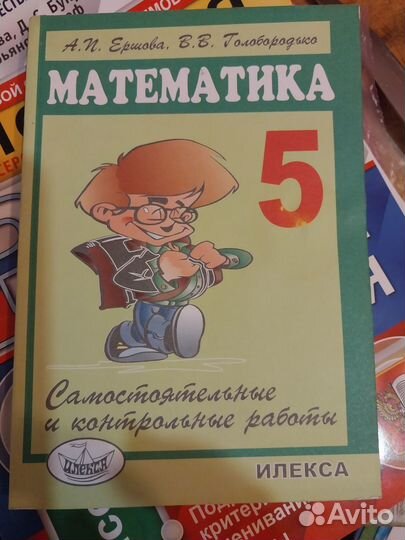 А.П. Ершова, В.В. Голобородько
МАТЕМАТИКА
5
Самостоятельные
и контрольные работы
ИЛЕКСА
ИЛЕКСА
Avito